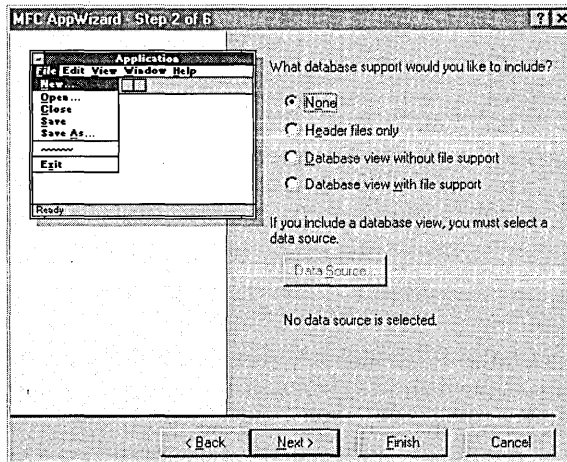 MFC AppWizard - Step 2 of 6
Application
File Edit View Window Help
New...
Open...
Close
Save
Save As...
Exit
Ready
What database support would you like to include?
None
Header files only
Database view without file support
Database view with file support
If you include a database view, you must select a
data source.
Data Source...
No data source is selected.
< Back
Next >
Finish
Cancel